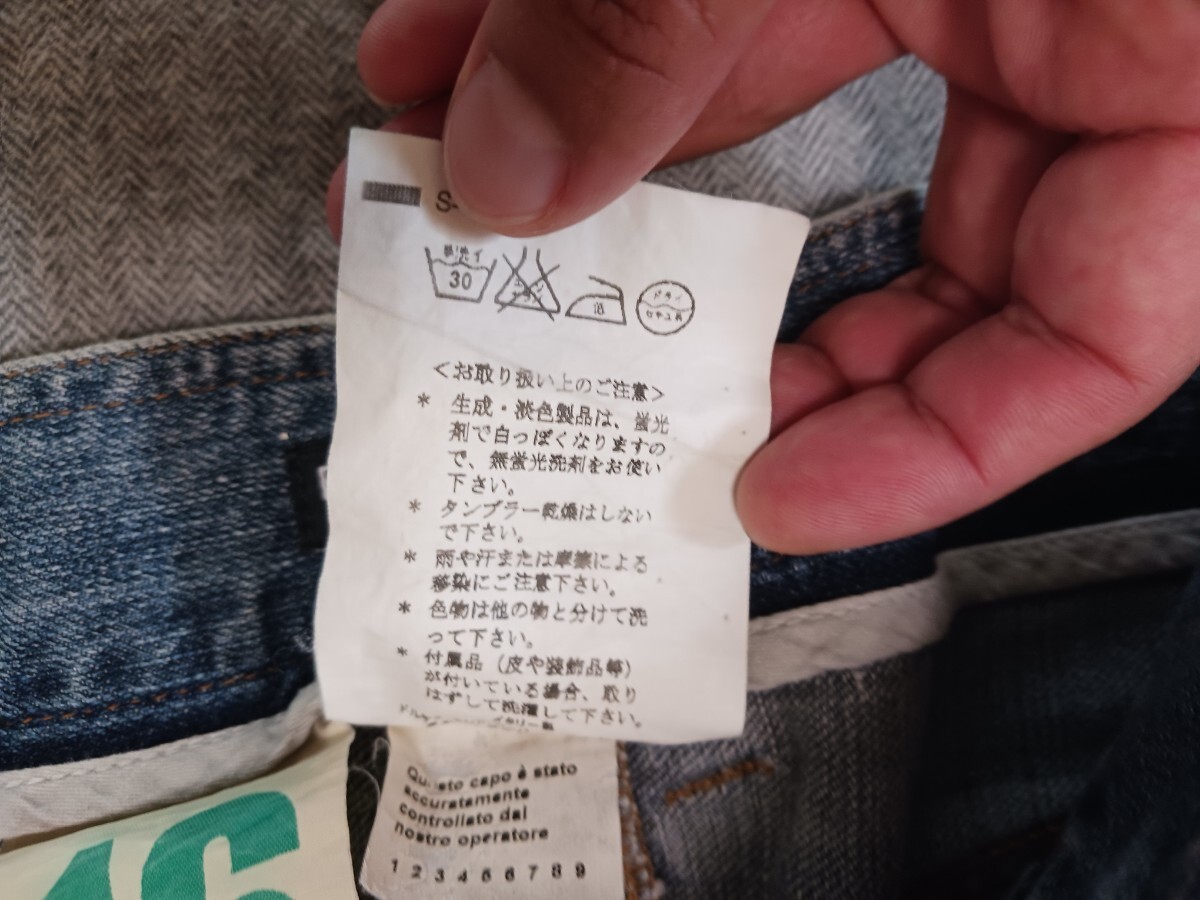 S-
30
ドライ
セキユ系
<お取り扱い上のご注意>
* 生成・淡色製品は、蛍光
剤で白っぽくなりますの
で、無蛍光洗剤をお使い
下さい。
* タンブラー乾燥はしない
で下さい。
* 雨や汗または摩擦による
移染にご注意下さい。
* 色物は他の物と分けて洗
って下さい。
* 付属品（皮や装飾品等）
が付いている場合、取り
はずして洗濯して下さい。
Questo capo è stato
accuratamente
controllato dal
nostro operatore
1 2 3 4 5 6 7 8 9